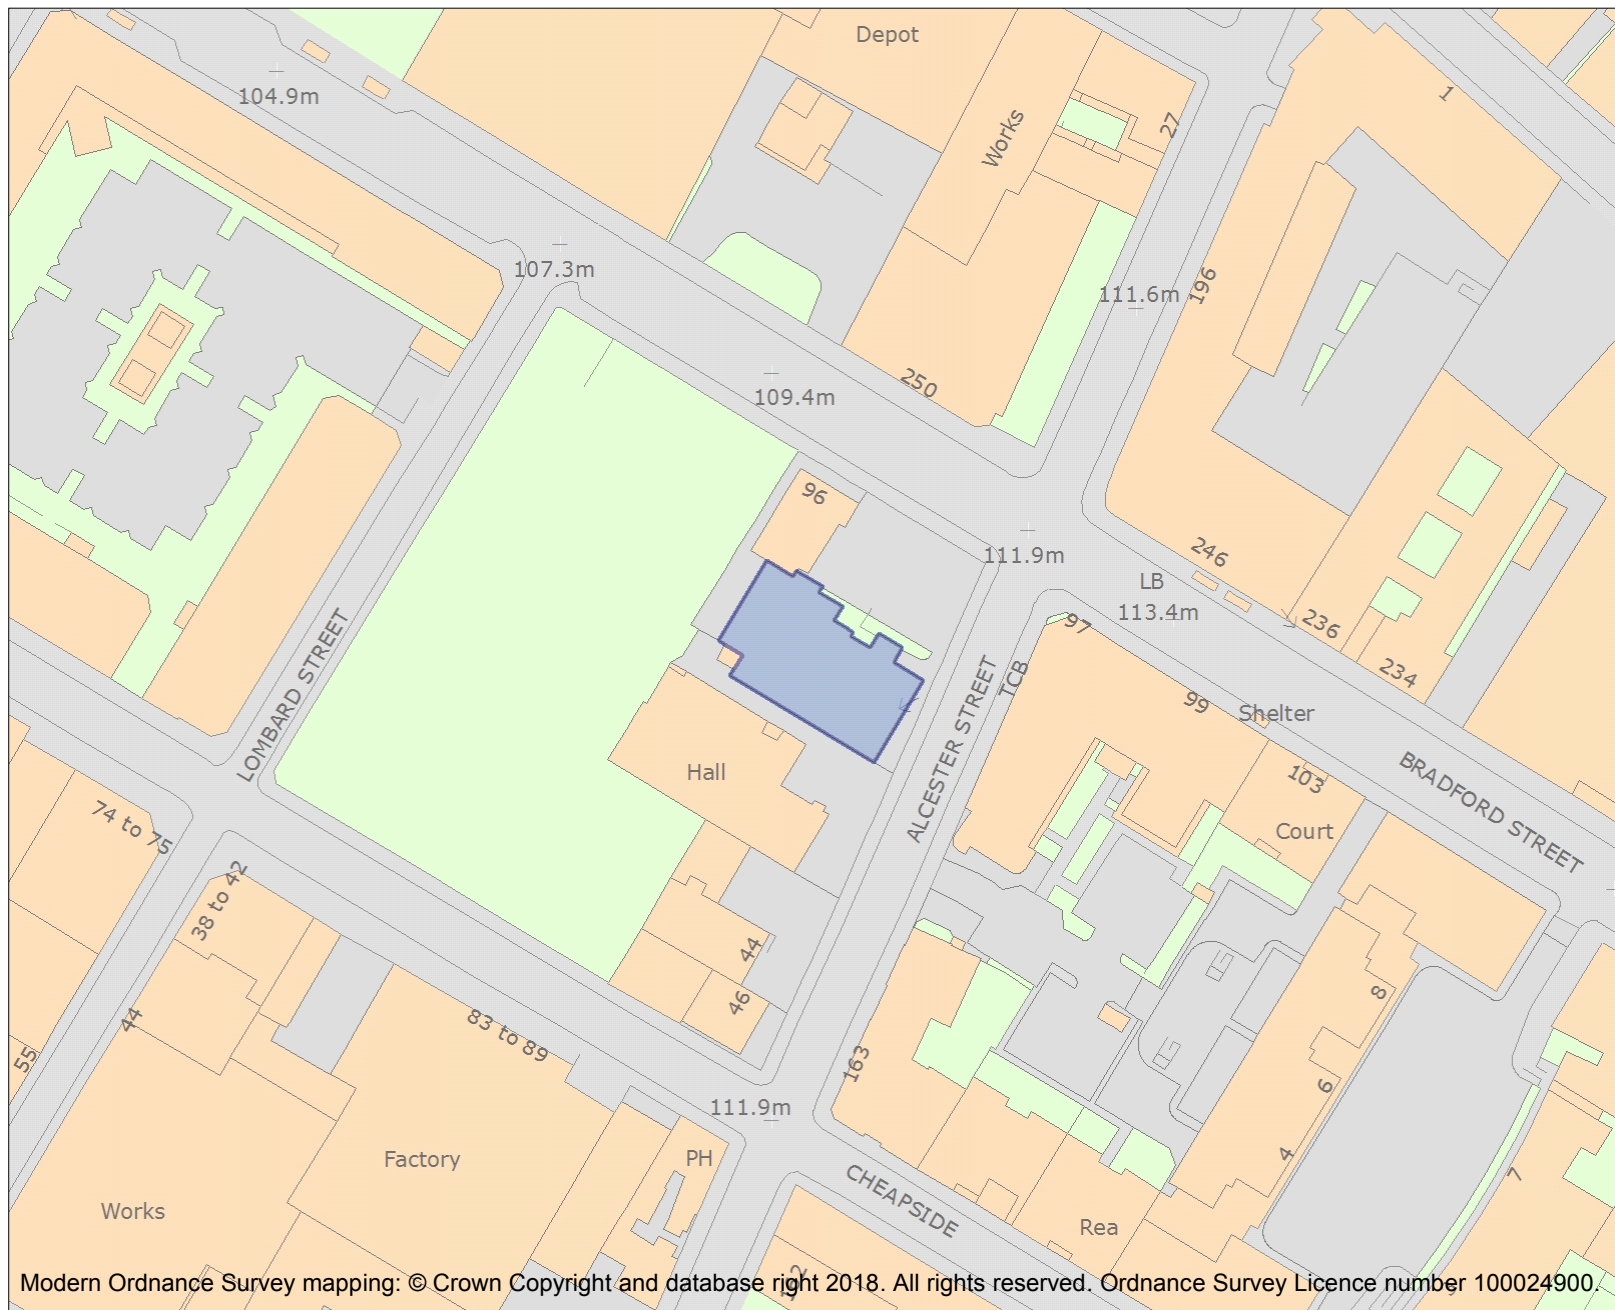 Depot
104.9m
1
Works
27
107.3m
111.6m
196
250
109.4m
96
111.9m
246
LB
113.4m
97
236
234
TCB
99
Shelter
LOMBARD STREET
ALCESTER STREET
BRADFORD STREET
Hall
103
Court
74 to 75
38 to 42
44
46
8
44
83 to 89
55
163
6
111.9m
4
7
Factory
PH
CHEAPSIDE
Works
Rea
Modern Ordnance Survey mapping: © Crown Copyright and database right 2018. All rights reserved. Ordnance Survey Licence number 100024900.